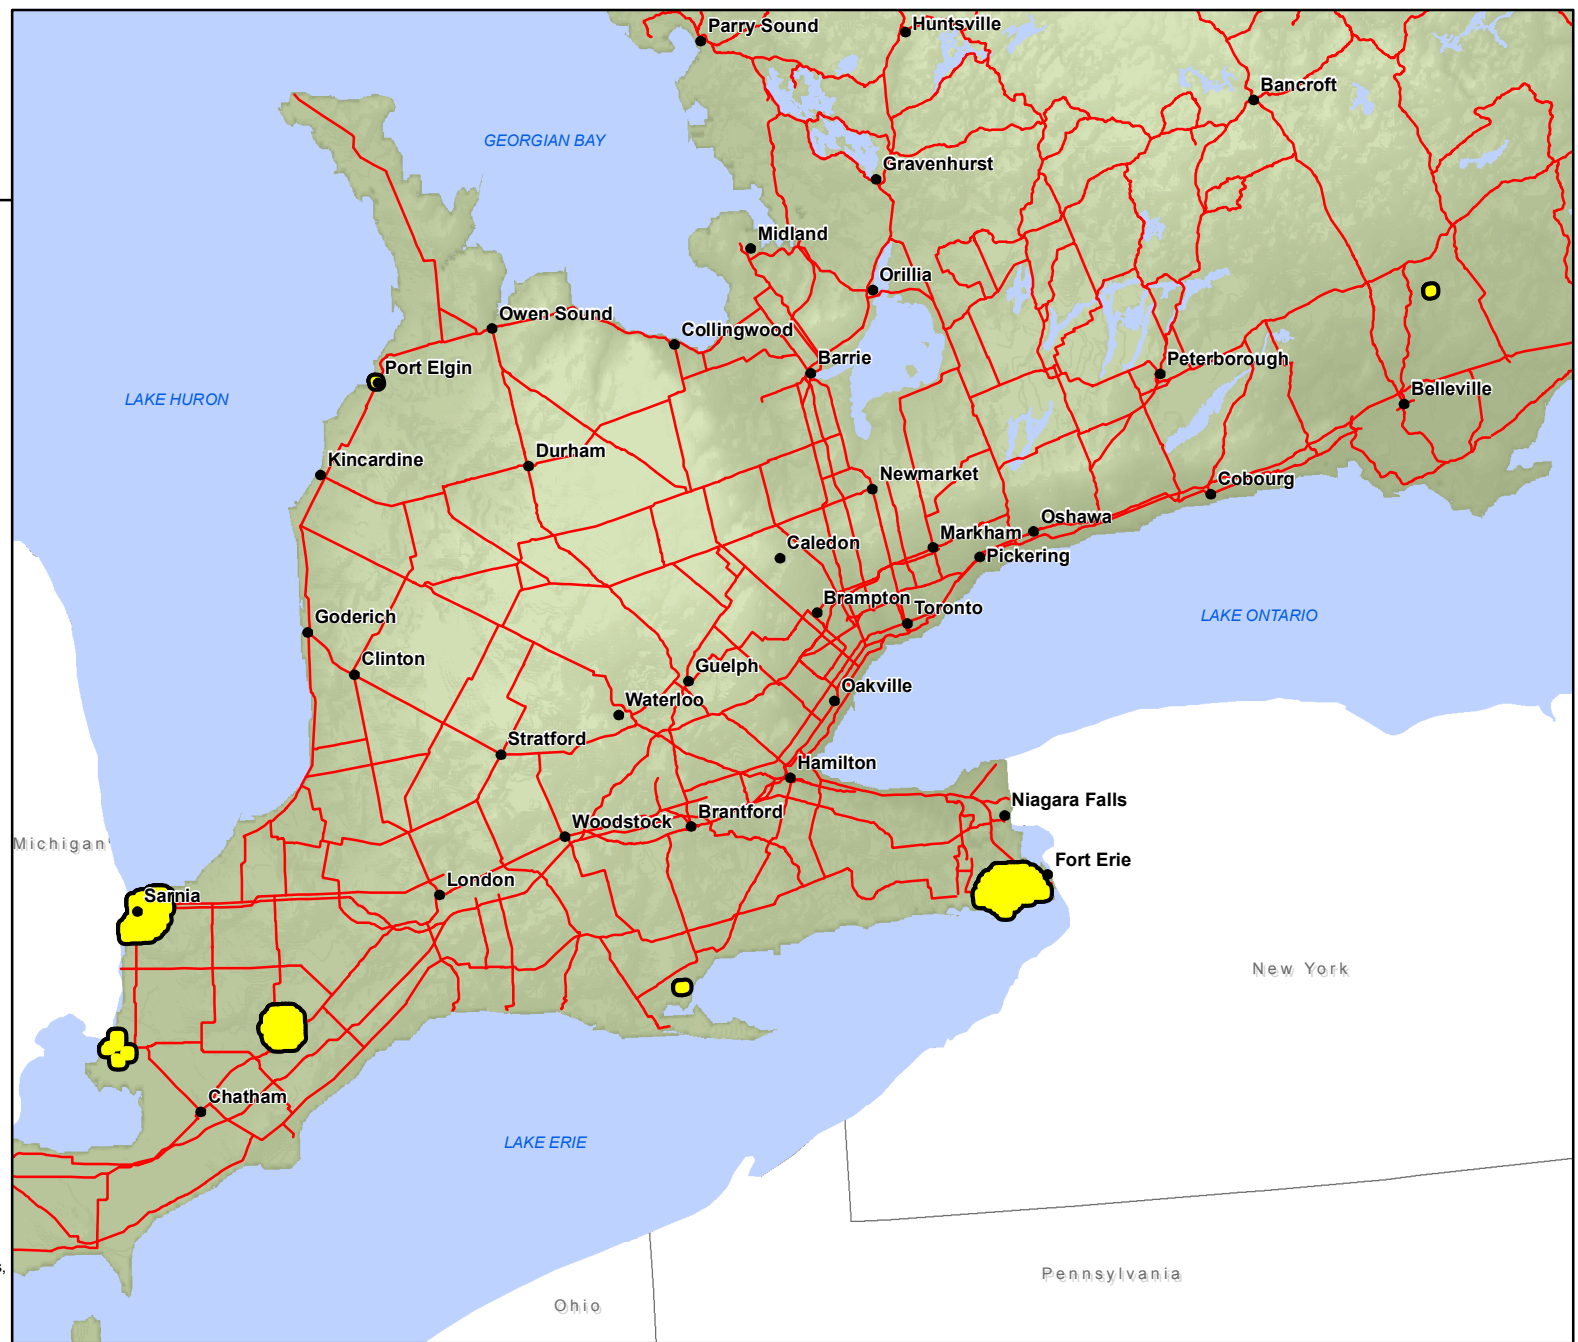 Parry Sound
Huntsville
Bancroft
GEORGIAN BAY
Gravenhurst
Midland
Orillia
Owen Sound
Collingwood
Barrie
Port Elgin
Peterborough
LAKE HURON
Belleville
Durham
Kincardine
Newmarket
Cobourg
Oshawa
Markham
Caledon
Pickering
Brampton
Toronto
Goderich
LAKE ONTARIO
Clinton
Guelph
Oakville
Waterloo
Stratford
Hamilton
Niagara Falls
Brantford
Woodstock
Michigan
Fort Erie
London
Sarnia
New York
Chatham
LAKE ERIE
Pennsylvania
Ohio